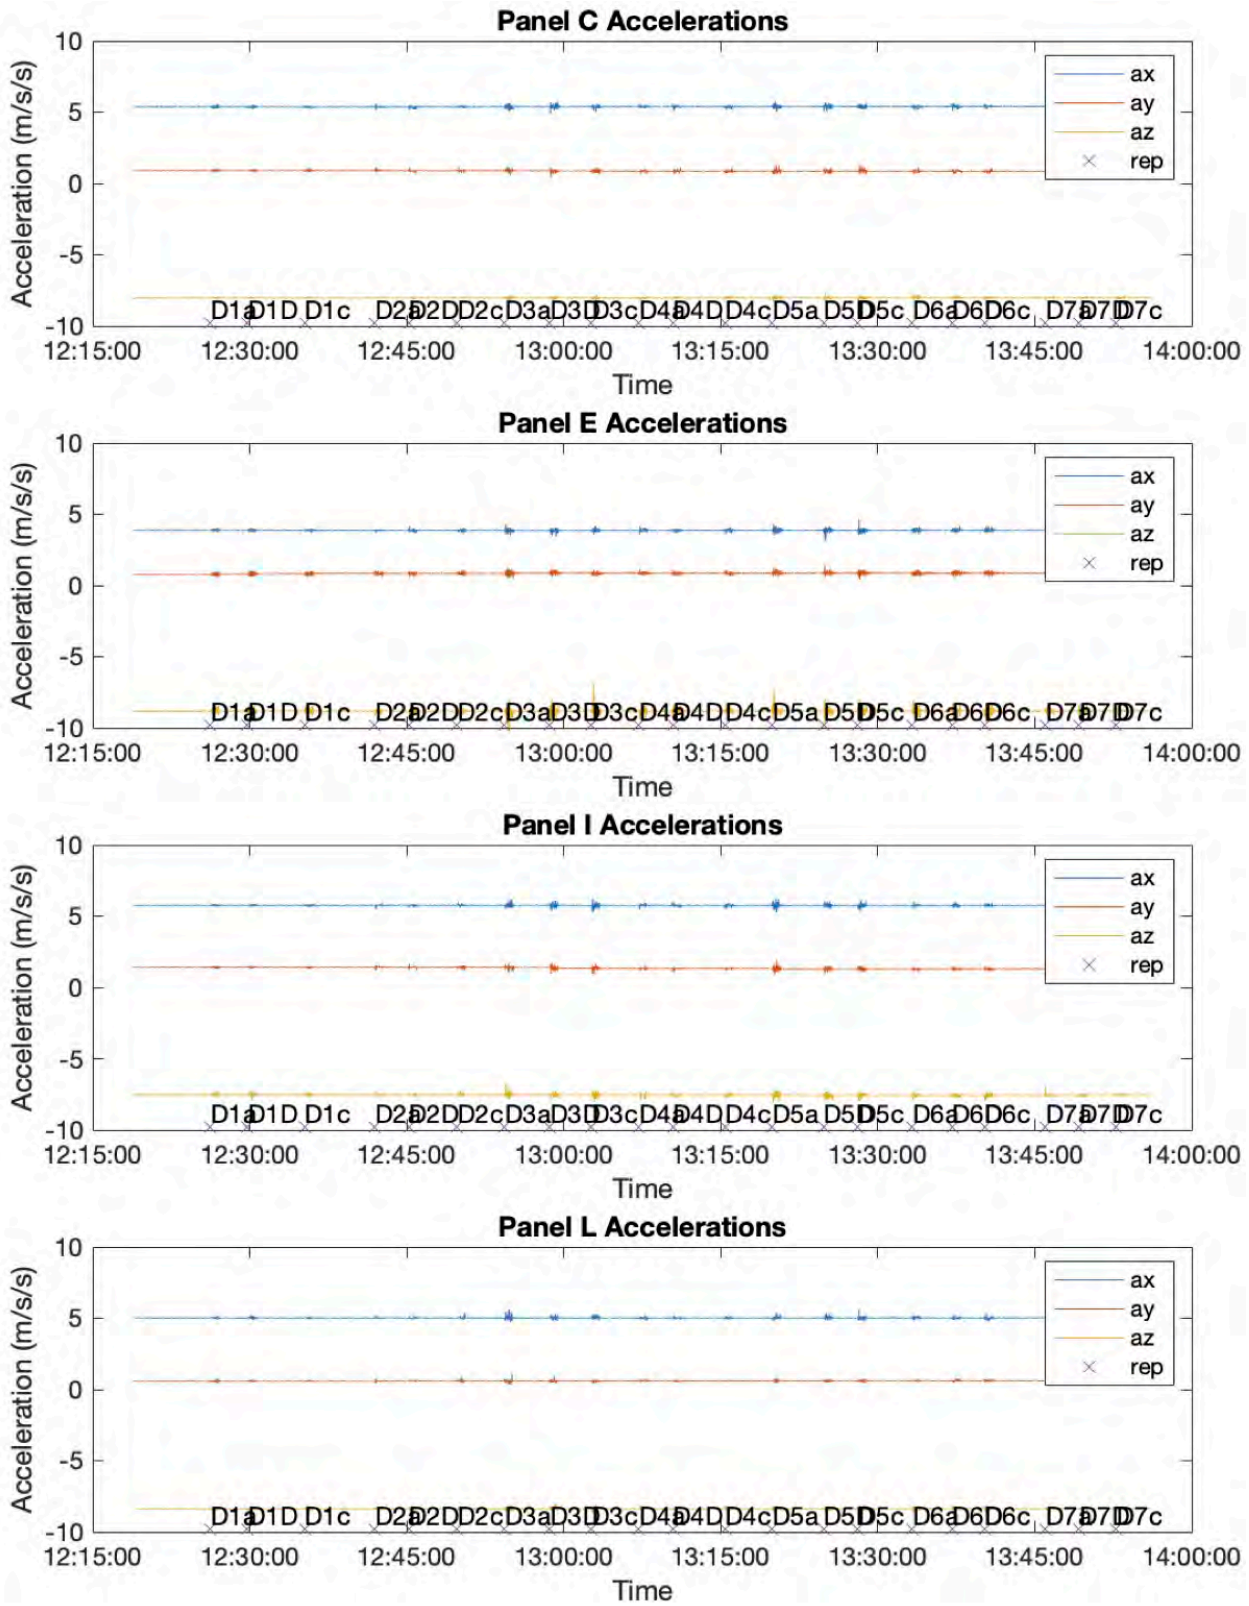 Panel C Accelerations
10
5
0
-5
-10
Acceleration (m/s/s)
ax
ay
az
rep
D1a D1D D1c D2a D2D D2c D3a D3D D3c D4a D4D D4c D5a D5D D5c D6a D6D D6c D7a D7D D7c
12:15:00 12:30:00 12:45:00 13:00:00 13:15:00 13:30:00 13:45:00 14:00:00
Time
Panel E Accelerations
10
5
0
-5
-10
Acceleration (m/s/s)
ax
ay
az
rep
D1a D1D D1c D2a D2D D2c D3a D3D D3c D4a D4D D4c D5a D5D D5c D6a D6D D6c D7a D7D D7c
12:15:00 12:30:00 12:45:00 13:00:00 13:15:00 13:30:00 13:45:00 14:00:00
Time
Panel I Accelerations
10
5
0
-5
-10
Acceleration (m/s/s)
ax
ay
az
rep
D1a D1D D1c D2a D2D D2c D3a D3D D3c D4a D4D D4c D5a D5D D5c D6a D6D D6c D7a D7D D7c
12:15:00 12:30:00 12:45:00 13:00:00 13:15:00 13:30:00 13:45:00 14:00:00
Time
Panel L Accelerations
10
5
0
-5
-10
Acceleration (m/s/s)
ax
ay
az
rep
D1a D1D D1c D2a D2D D2c D3a D3D D3c D4a D4D D4c D5a D5D D5c D6a D6D D6c D7a D7D D7c
12:15:00 12:30:00 12:45:00 13:00:00 13:15:00 13:30:00 13:45:00 14:00:00
Time